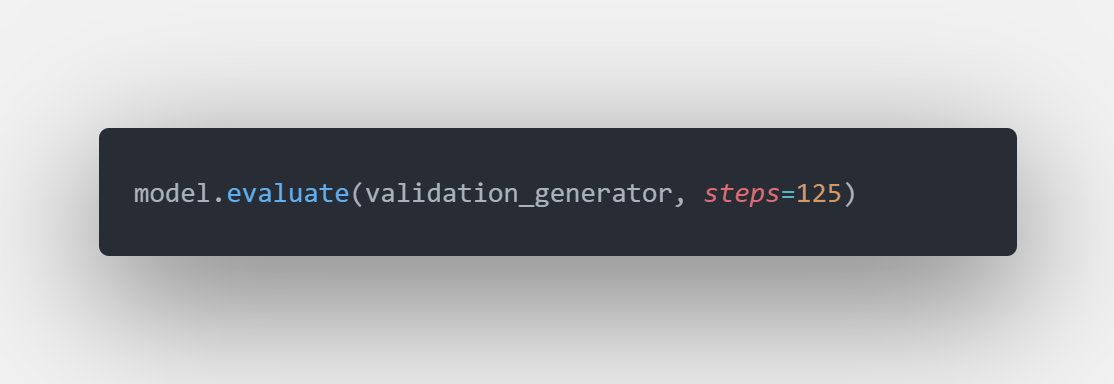 model.evaluate(validation_generator, steps=125)